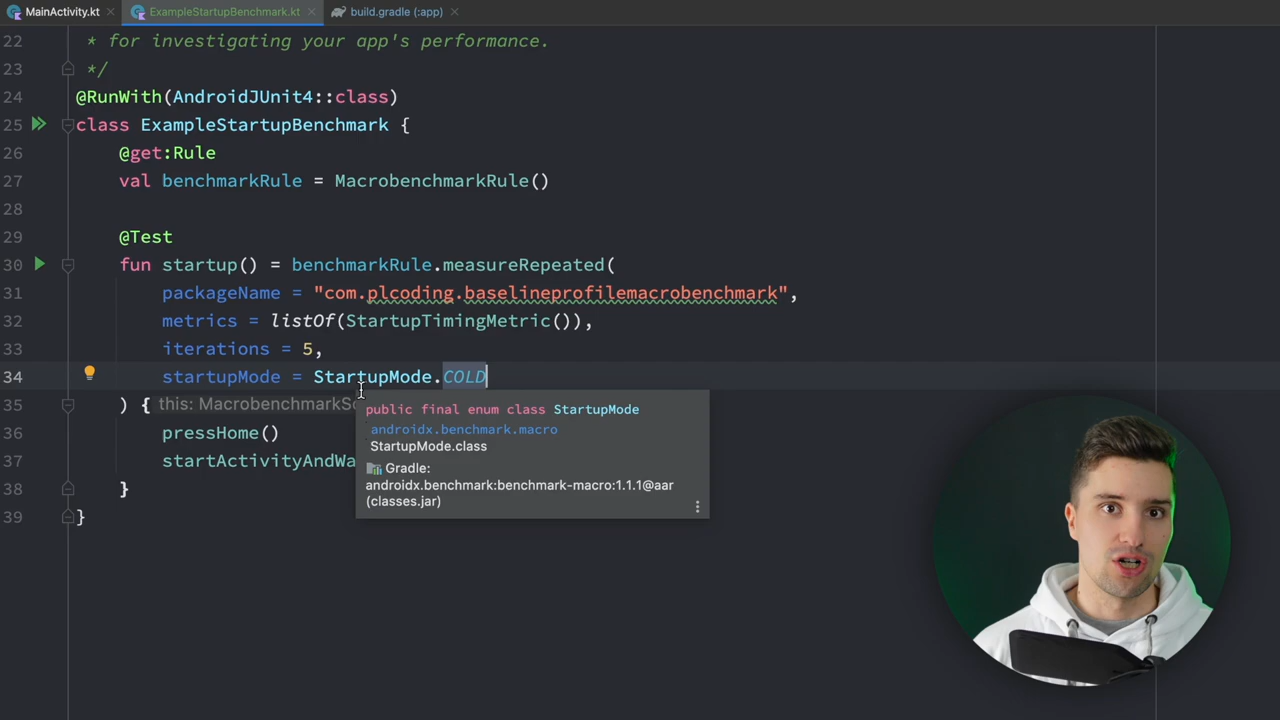 MainActivity.kt
ExampleStartupBenchmark.kt
build.gradle (:app)
22 * for investigating your app's performance.
23 */
24 @RunWith(AndroidJUnit4::class)
25 class ExampleStartupBenchmark {
26 @get:Rule
27 val benchmarkRule = MacrobenchmarkRule()
28
29 @Test
30 fun startup() = benchmarkRule.measureRepeated(
31 packageName = "com.plcoding.baselineprofilemacrobenchmark",
32 metrics = listOf(StartupTimingMetric()),
33 iterations = 5,
34 startupMode = StartupMode.COLD
35 ) { this: MacrobenchmarkSc
36 pressHome()
37 startActivityAndWa
38 }
39 }
public final enum class StartupMode
androidx.benchmark.macro
StartupMode.class
Gradle:
androidx.benchmark:benchmark-macro:1.1.1@aar
(classes.jar)